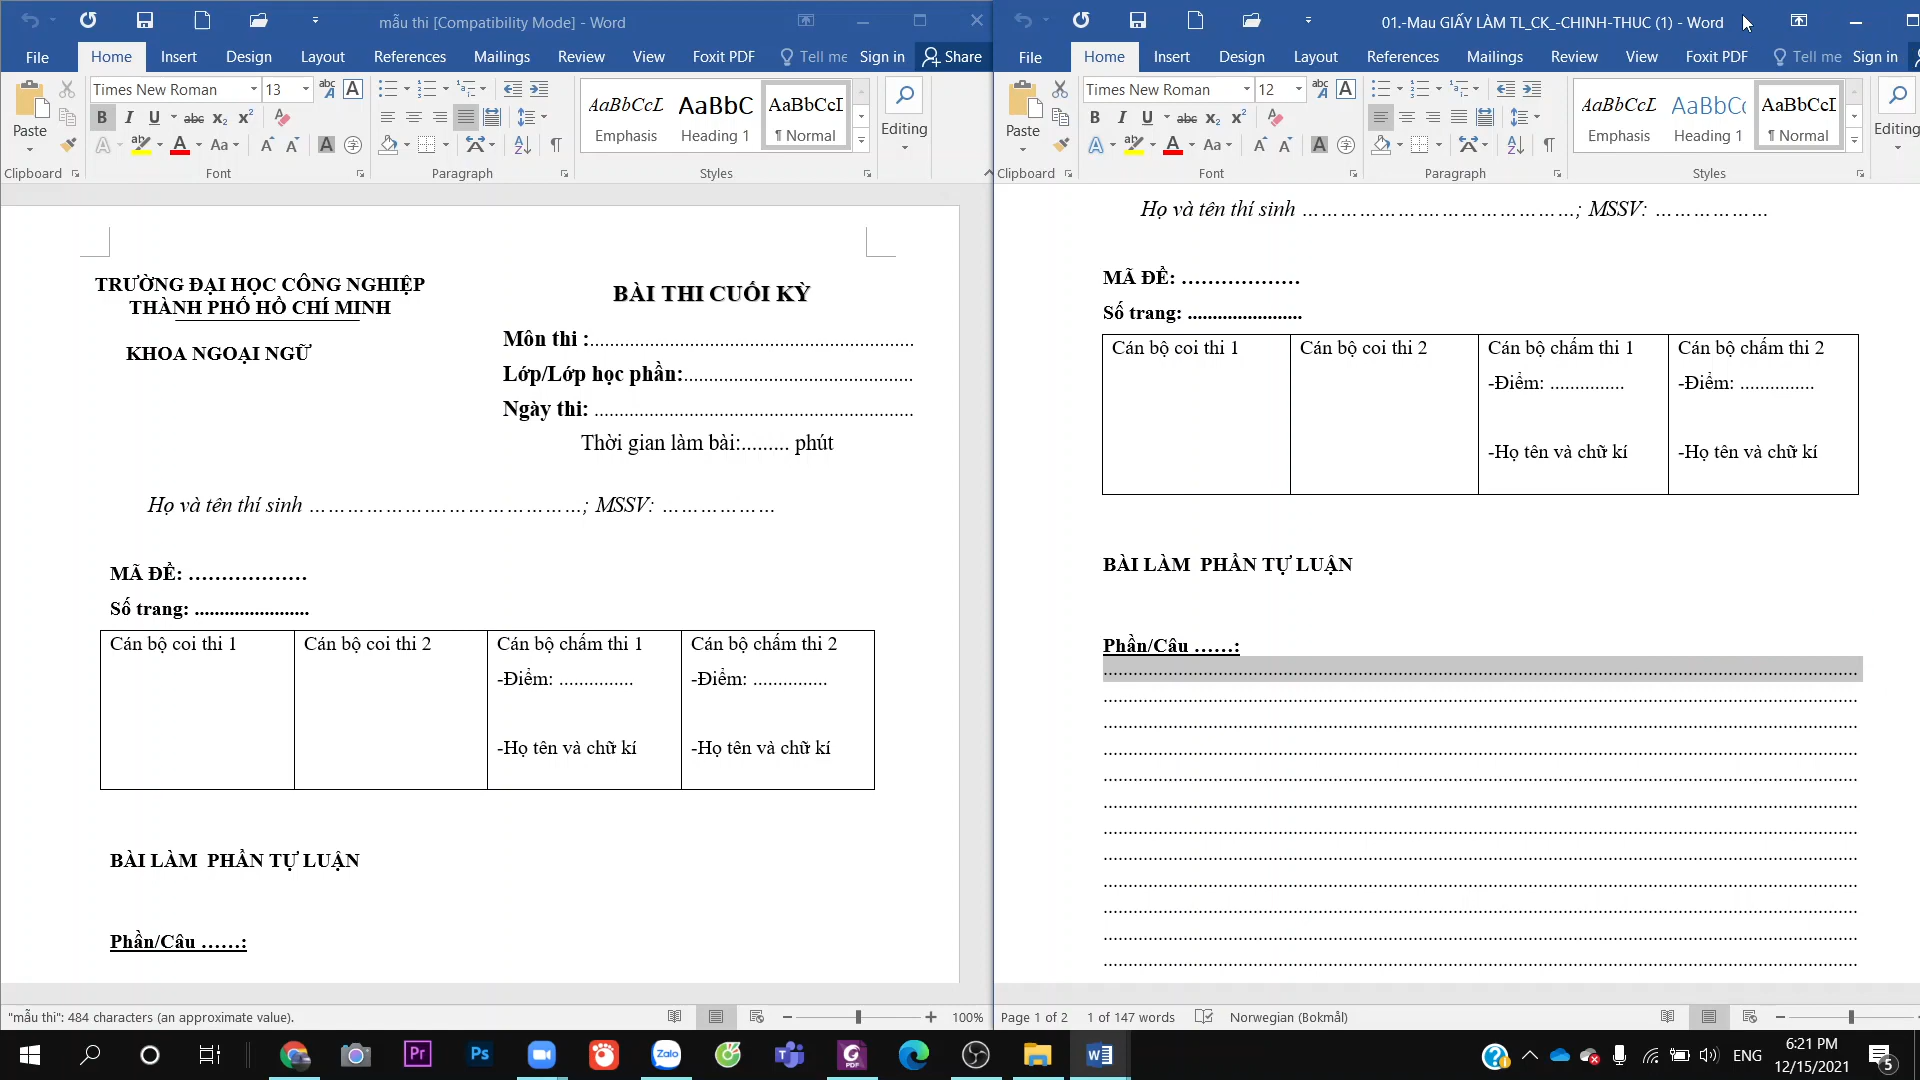 mẫu thi [Compatibility Mode] - Word
File Home Insert Design Layout References Mailings Review View Foxit PDF Tell me Sign in Share
Times New Roman 13
Paste
Clipboard Font Paragraph Styles
AaBbCcL AaBbC AaBbCcI
Emphasis Heading 1 ¶ Normal
Editing
TRƯỜNG ĐẠI HỌC CÔNG NGHIỆP
THÀNH PHỐ HỒ CHÍ MINH
KHOA NGOẠI NGỮ
BÀI THI CUỐI KỲ
Môn thi :.................................................................
Lớp/Lớp học phần:..............................................
Ngày thi: ................................................................
Thời gian làm bài:......... phút
Họ và tên thí sinh …………………………………; MSSV: ………………
MÃ ĐỀ: ………………
Số trang: .......................
Cán bộ coi thi 1 Cán bộ coi thi 2 Cán bộ chấm thi 1 Cán bộ chấm thi 2
-Điểm: ............... -Điểm: ...............
-Họ tên và chữ kí -Họ tên và chữ kí
BÀI LÀM  PHẦN TỰ LUẬN
Phần/Câu ……:
"mẫu thi": 484 characters (an approximate value). 100%
01.-Mau GIẤY LÀM TL_CK_-CHINH-THUC (1) - Word
File Home Insert Design Layout References Mailings Review View Foxit PDF Tell me Sign in
Times New Roman 12
Paste
Clipboard Font Paragraph Styles
AaBbCcL AaBbCc AaBbCcI
Emphasis Heading 1 ¶ Normal
Editing
Họ và tên thí sinh …………………………………; MSSV: ………………
MÃ ĐỀ: ………………
Số trang: .......................
Cán bộ coi thi 1 Cán bộ coi thi 2 Cán bộ chấm thi 1 Cán bộ chấm thi 2
-Điểm: ............... -Điểm: ...............
-Họ tên và chữ kí -Họ tên và chữ kí
BÀI LÀM  PHẦN TỰ LUẬN
Phần/Câu ……:
Page 1 of 2 1 of 147 words Norwegian (Bokmål)
Pr Ps zoom Zalo PDF W ENG
6:21 PM
12/15/2021
5